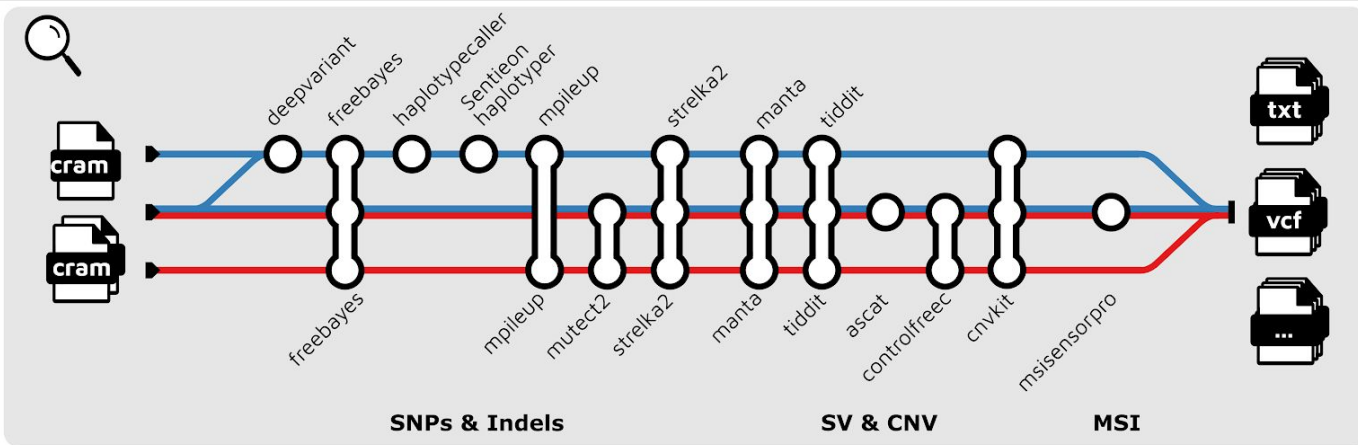 deepvariant
freebayes
haplotypecaller
Sentieon
haplotyper
mpileup
strelka2
manta
tiddit
cram
cram
txt
vcf
...
freebayes
mpileup
mutect2
strelka2
manta
tiddit
ascat
controlfreec
cnvkit
msisensorpro
SNPs & Indels
SV & CNV
MSI